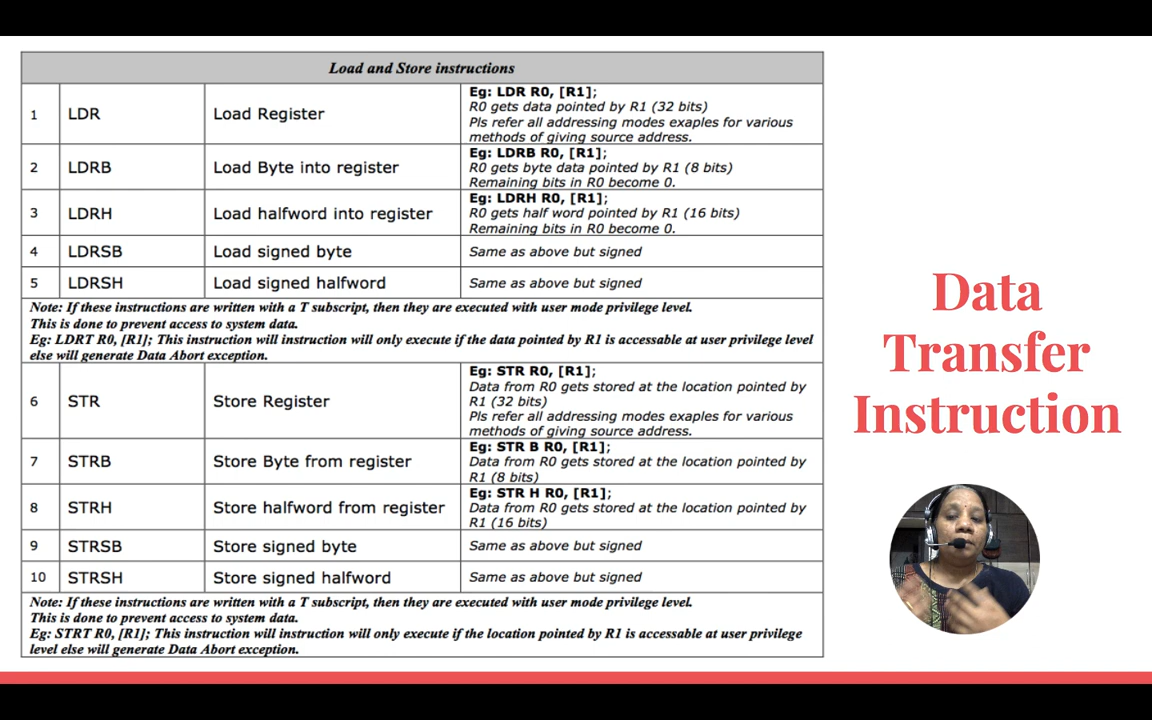 Load and Store instructions
1 LDR Load Register Eg: LDR R0, [R1];
R0 gets data pointed by R1 (32 bits)
Pls refer all addressing modes exaples for various
methods of giving source address.
2 LDRB Load Byte into register Eg: LDRB R0, [R1];
R0 gets byte data pointed by R1 (8 bits)
Remaining bits in R0 become 0.
3 LDRH Load halfword into register Eg: LDRH R0, [R1];
R0 gets half word pointed by R1 (16 bits)
Remaining bits in R0 become 0.
4 LDRSB Load signed byte Same as above but signed
5 LDRSH Load signed halfword Same as above but signed
Note: If these instructions are written with a T subscript, then they are executed with user mode privilege level.
This is done to prevent access to system data.
Eg: LDRT R0, [R1]; This instruction will instruction will only execute if the data pointed by R1 is accessable at user privilege level
else will generate Data Abort exception.
6 STR Store Register Eg: STR R0, [R1];
Data from R0 gets stored at the location pointed by
R1 (32 bits)
Pls refer all addressing modes exaples for various
methods of giving source address.
7 STRB Store Byte from register Eg: STR B R0, [R1];
Data from R0 gets stored at the location pointed by
R1 (8 bits)
8 STRH Store halfword from register Eg: STR H R0, [R1];
Data from R0 gets stored at the location pointed by
R1 (16 bits)
9 STRSB Store signed byte Same as above but signed
10 STRSH Store signed halfword Same as above but signed
Note: If these instructions are written with a T subscript, then they are executed with user mode privilege level.
This is done to prevent access to system data.
Eg: STRT R0, [R1]; This instruction will instruction will only execute if the location pointed by R1 is accessable at user privilege
level else will generate Data Abort exception.
Data
Transfer
Instruction